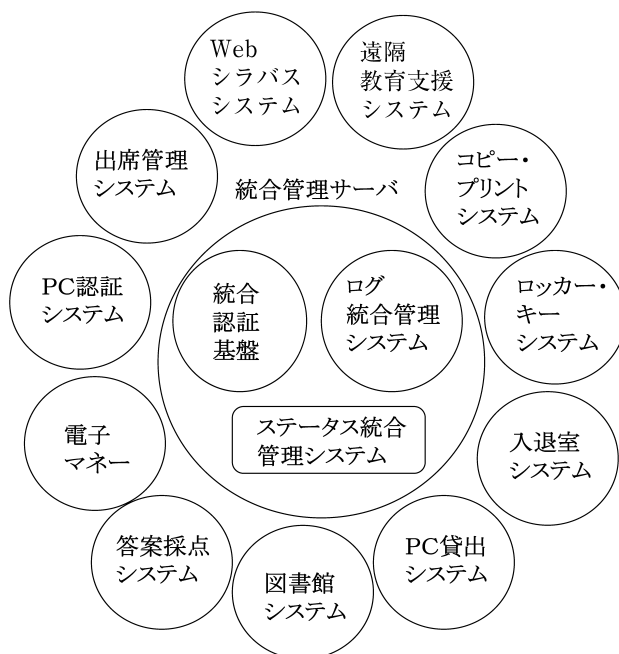 Web
シラバス
システム
遠隔
教育支援
システム
出席管理
システム
統合管理サーバ
コピー・
プリント
システム
PC認証
システム
統合
認証
基盤
ログ
統合管理
システム
ロッカー・
キー
システム
電子
マネー
ステータス統合
管理システム
入退室
システム
答案採点
システム
図書館
システム
PC貸出
システム